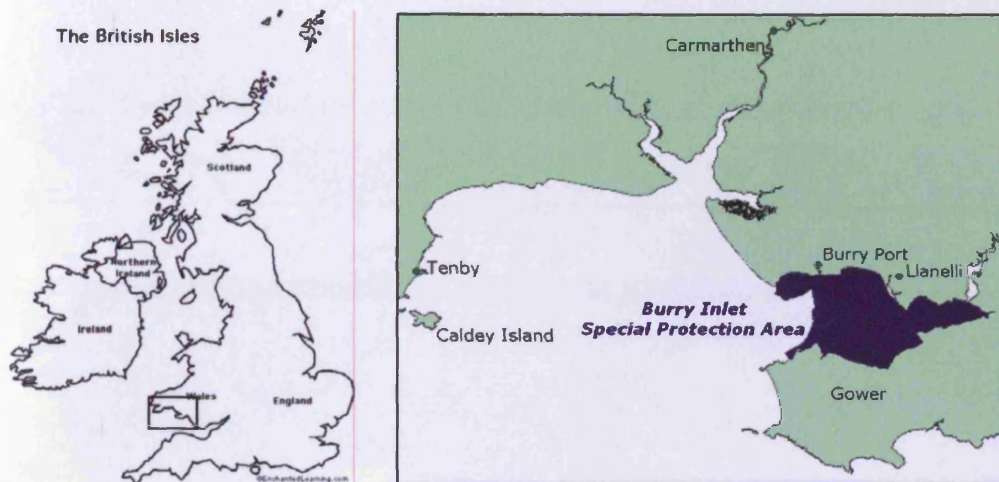 The British Isles
Scotland
Northern
Ireland
Ireland
Wales
England
©EnchantedLearning.com
Carmarthen
Tenby
Caldey Island
Burry Port
Llanelli
Burry Inlet
Special Protection Area
Gower